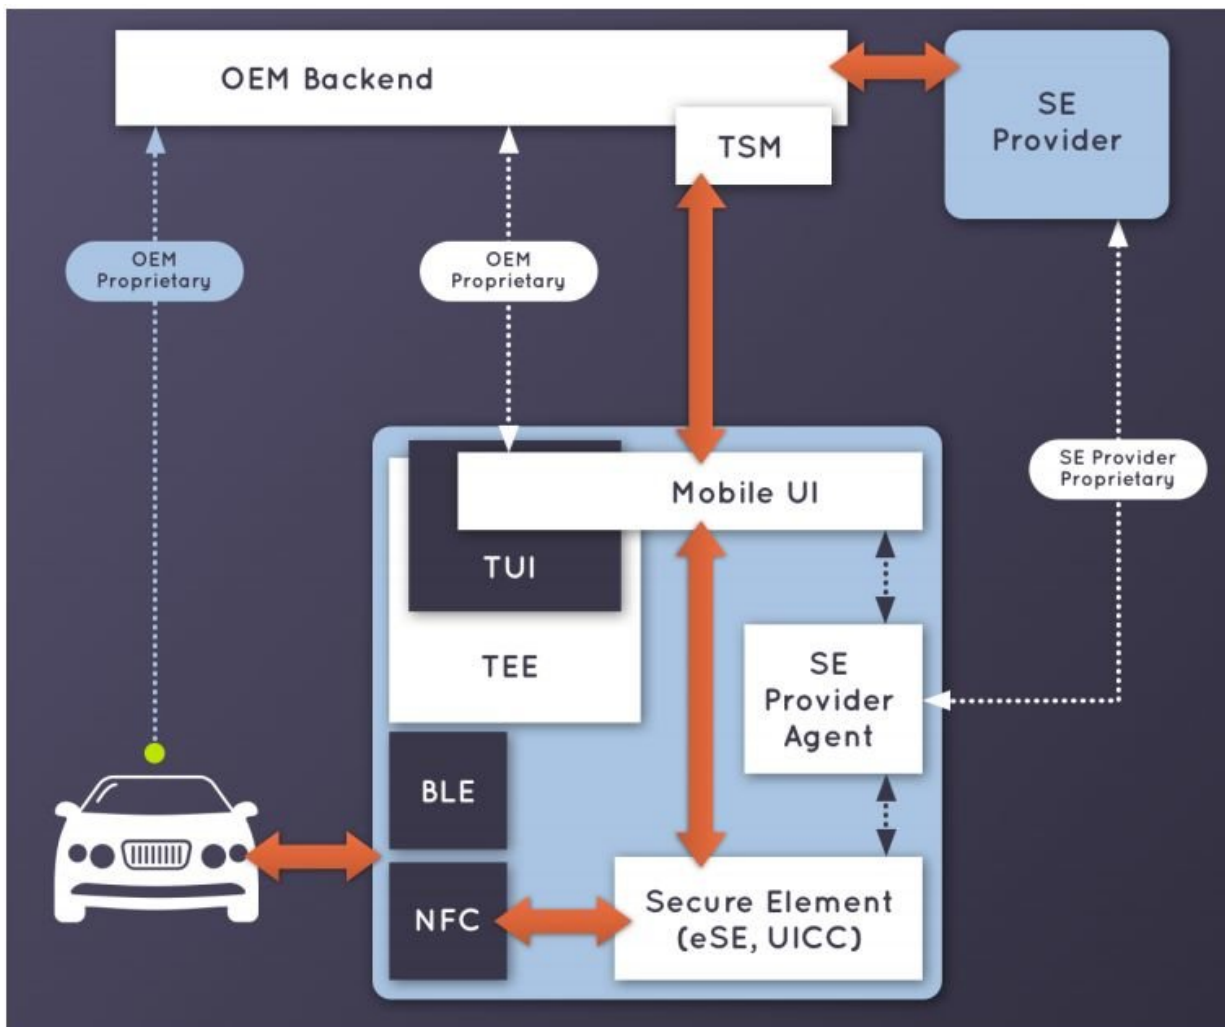 OEM Backend
SE
Provider
TSM
OEM
Proprietary
OEM
Proprietary
SE Provider
Proprietary
Mobile UI
TUI
TEE
SE
Provider
Agent
BLE
NFC
Secure Element
(eSE, UICC)